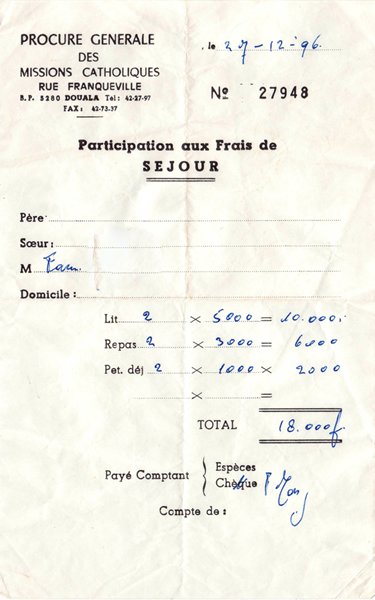 PROCURE GENERALE
DES
MISSIONS CATHOLIQUES
RUE FRANQUEVILLE
B.P. 5280 DOUALA Tel: 42-27-97
FAX: 42-73-37
, le 27-12-96
No 27948
Participation aux Frais de
SEJOUR
Père
Sœur:
M Fam.
Domicile:
Lit 2 × 5000 = 10.000,-
Repas 2 × 3000 = 6000
Pet. déj 2 × 1000 × 2000
× =
TOTAL 18.000f
Payé Comptant { Espèces
Chèque
Compte de: